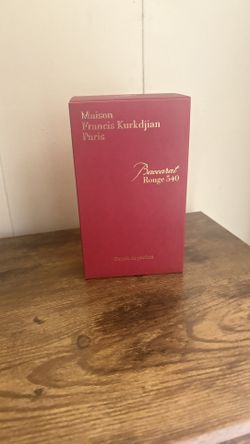 Maison
Francis Kurkdjian
Paris
Baccarat
Rouge 540